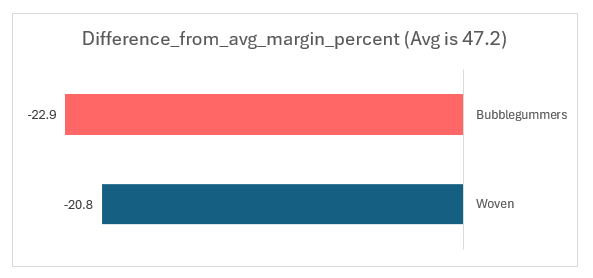 Difference_from_avg_margin_percent (Avg is 47.2)
-22.9 Bubblegummers
-20.8 Woven